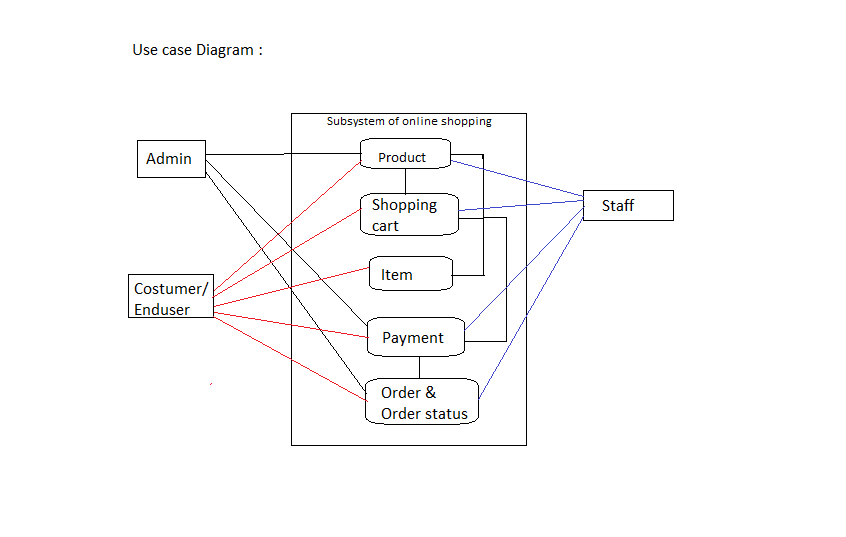 Use case Diagram :
Subsystem of online shopping
Admin
Product
Shopping
cart
Staff
Item
Costumer/
Enduser
Payment
Order &
Order status